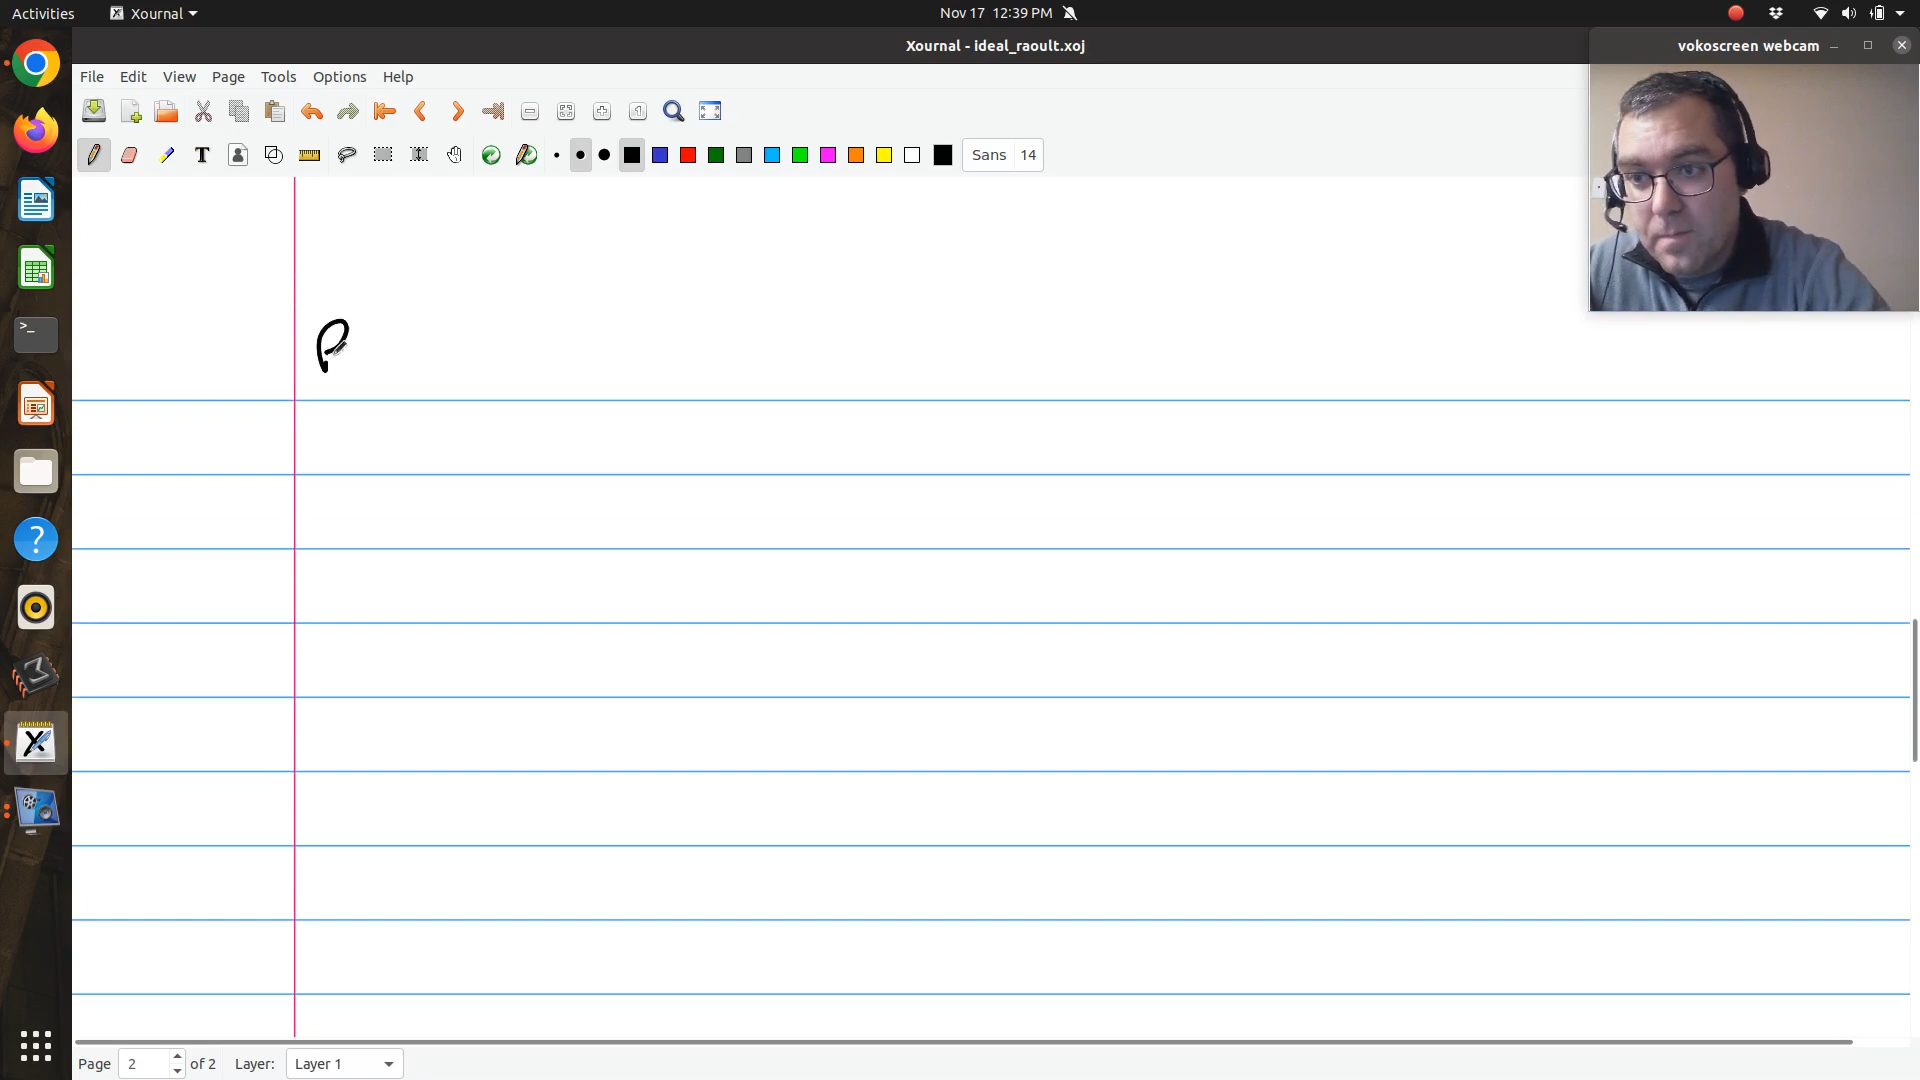 Activities Xournal Nov 17 12:39 PM
Xournal - ideal_raoult.xoj
vokoscreen webcam
File Edit View Page Tools Options Help
Sans 14
P
Page 2 of 2 Layer: Layer 1